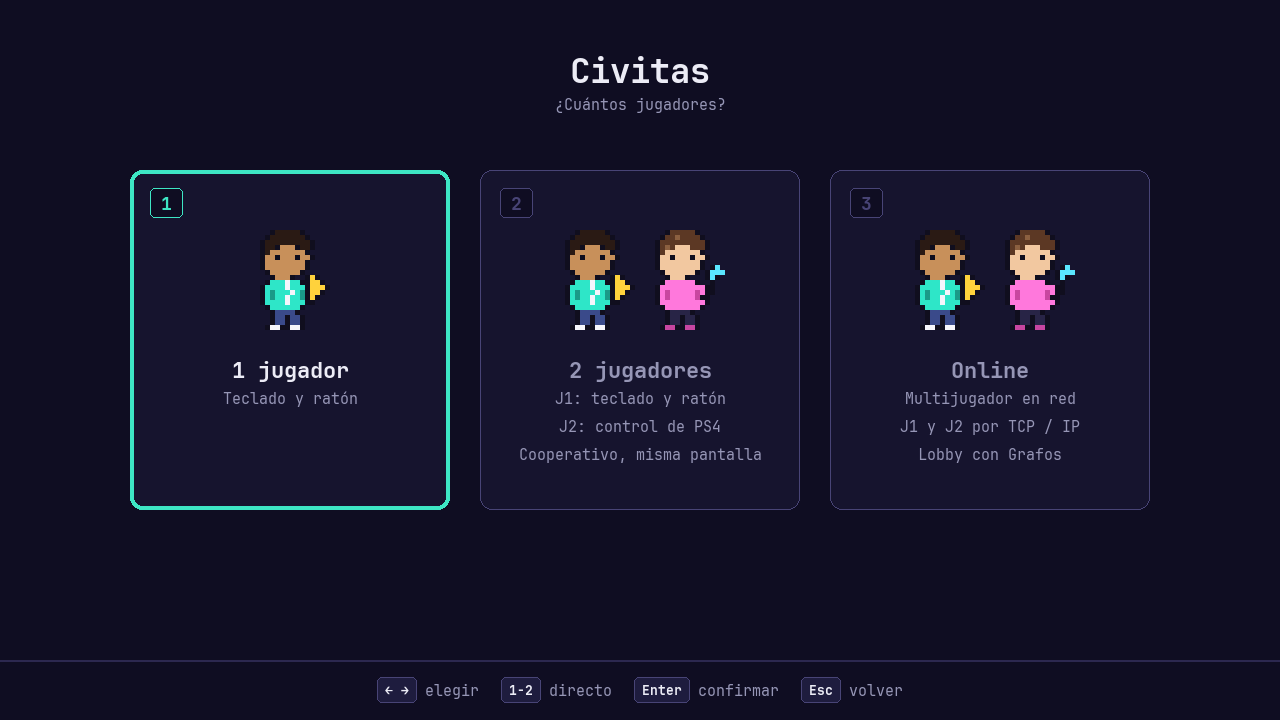 Civitas
¿Cuántos jugadores?
1
1 jugador
Teclado y ratón
2
2 jugadores
J1: teclado y ratón
J2: control de PS4
Cooperativo, misma pantalla
3
Online
Multijugador en red
J1 y J2 por TCP / IP
Lobby con Grafos
← → elegir 1-2 directo Enter confirmar Esc volver